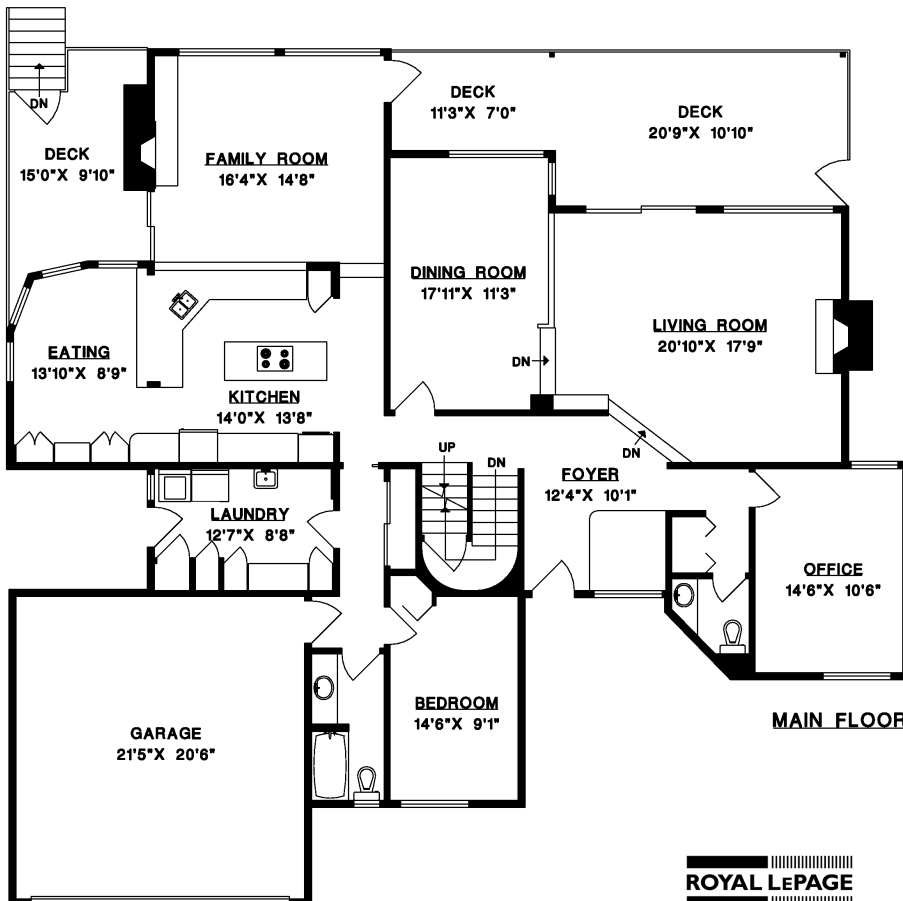 DN
DECK
15'0"X 9'10"
FAMILY ROOM
16'4"X 14'8"
DECK
11'3"X 7'0"
DECK
20'9"X 10'10"
DINING ROOM
17'11"X 11'3"
LIVING ROOM
20'10"X 17'9"
DN
EATING
13'10"X 8'9"
KITCHEN
14'0"X 13'8"
UP
DN
DN
FOYER
12'4"X 10'1"
LAUNDRY
12'7"X 8'8"
OFFICE
14'6"X 10'6"
BEDROOM
14'6"X 9'1"
GARAGE
21'5"X 20'6"
MAIN FLOOR
ROYAL LEPAGE